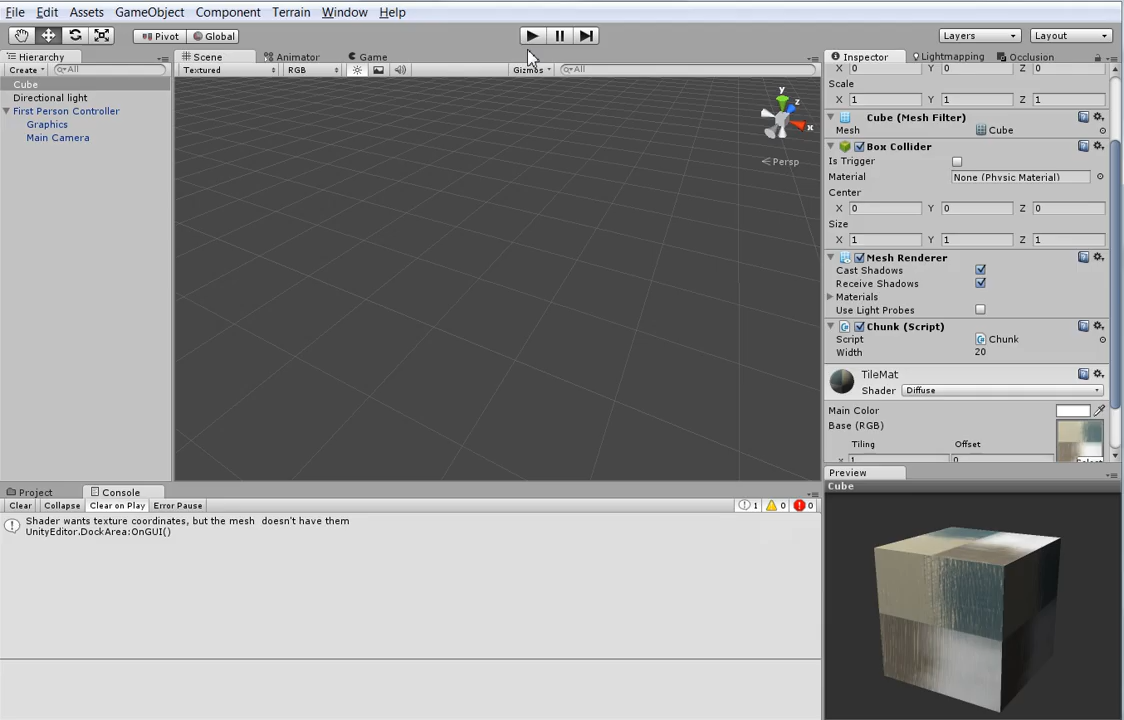 File Edit Assets GameObject Component Terrain Window Help
Pivot Global Layers Layout
Hierarchy Scene Animator Game Inspector Lightmapping Occlusion
Create All Textured RGB Gizmos All
X 0 Y 0 Z 0
Cube
Scale
Directional light
X 1 Y 1 Z 1
First Person Controller
Cube (Mesh Filter)
Graphics
Mesh Cube
Main Camera
Box Collider
Is Trigger
Material None (Physic Material)
Center
X 0 Y 0 Z 0
Size
X 1 Y 1 Z 1
Mesh Renderer
Cast Shadows
Receive Shadows
Materials
Use Light Probes
Chunk (Script)
Script Chunk
Width 20
TileMat
Shader Diffuse
Main Color
Base (RGB)
Tiling Offset
x 1 0
Select
y
z
x
Persp
Preview
Cube
Project Console
Clear Collapse Clear on Play Error Pause 1 0 0
Shader wants texture coordinates, but the mesh  doesn't have them
UnityEditor.DockArea:OnGUI()